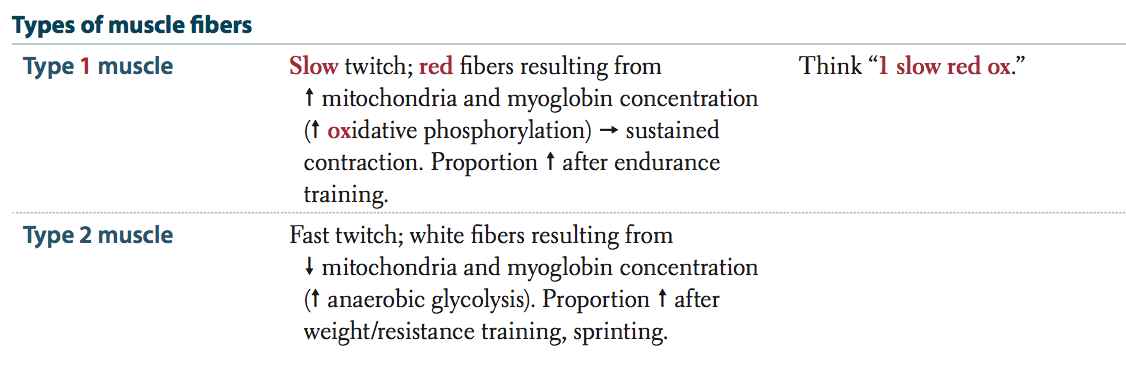 Types of muscle fibers
Type 1 muscle
Slow twitch; red fibers resulting from
↑ mitochondria and myoglobin concentration
(↑ oxidative phosphorylation) → sustained
contraction. Proportion ↑ after endurance
training.
Think “1 slow red ox.”
Type 2 muscle
Fast twitch; white fibers resulting from
↓ mitochondria and myoglobin concentration
(↑ anaerobic glycolysis). Proportion ↑ after
weight/resistance training, sprinting.